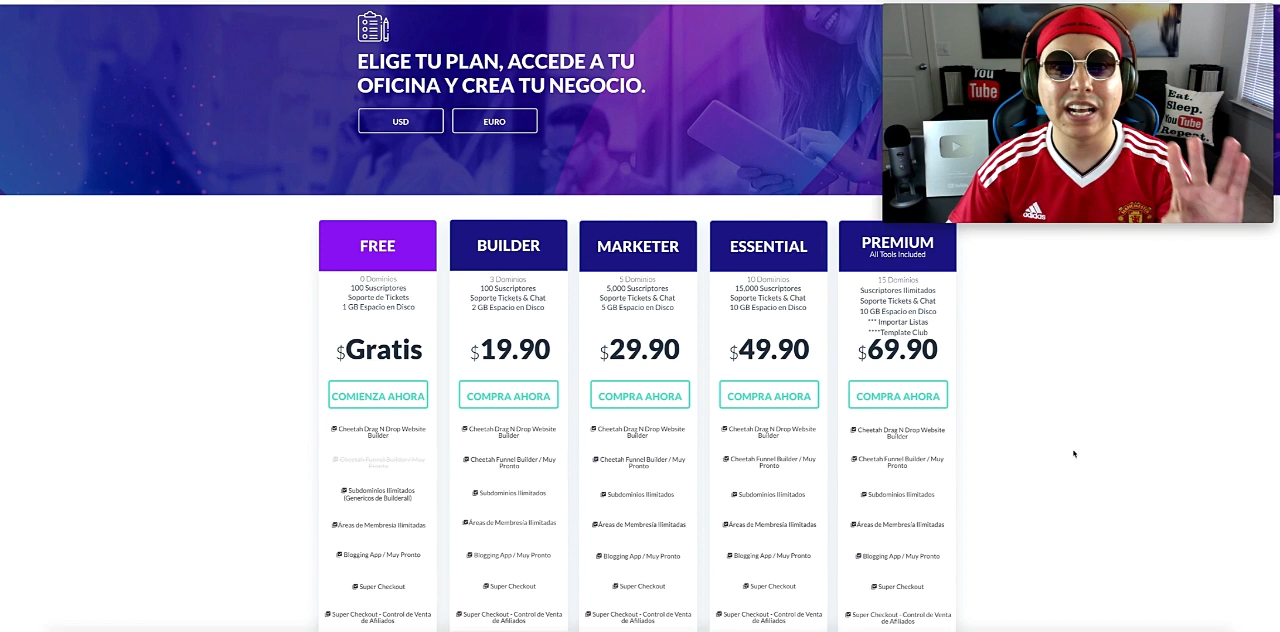 ELIGE TU PLAN, ACCEDE A TU
OFICINA Y CREA TU NEGOCIO.
USD
EURO
You
Tube
Eat.
Sleep.
You Tube
Repeat.
adidas
FREE
0 Dominios
100 Suscriptores
Soporte de Tickets
1 GB Espacio en Disco
$Gratis
COMIENZA AHORA
Cheetah Drag N Drop Website
Builder
Cheetah Funnel Builder / Muy
Pronto
Subdominios Ilimitados
(Genericos de Builderall)
Áreas de Membresía Ilimitadas
Blogging App / Muy Pronto
Super Checkout
Super Checkout - Control de Venta
de Afiliados
BUILDER
3 Dominios
100 Suscriptores
Soporte Tickets & Chat
2 GB Espacio en Disco
$19.90
COMPRA AHORA
Cheetah Drag N Drop Website
Builder
Cheetah Funnel Builder / Muy
Pronto
Subdominios Ilimitados
Áreas de Membresía Ilimitadas
Blogging App / Muy Pronto
Super Checkout
Super Checkout - Control de Venta
de Afiliados
MARKETER
5 Dominios
5,000 Suscriptores
Soporte Tickets & Chat
5 GB Espacio en Disco
$29.90
COMPRA AHORA
Cheetah Drag N Drop Website
Builder
Cheetah Funnel Builder / Muy
Pronto
Subdominios Ilimitados
Áreas de Membresía Ilimitadas
Blogging App / Muy Pronto
Super Checkout
Super Checkout - Control de Venta
de Afiliados
ESSENTIAL
10 Dominios
15,000 Suscriptores
Soporte Tickets & Chat
10 GB Espacio en Disco
$49.90
COMPRA AHORA
Cheetah Drag N Drop Website
Builder
Cheetah Funnel Builder / Muy
Pronto
Subdominios Ilimitados
Áreas de Membresía Ilimitadas
Blogging App / Muy Pronto
Super Checkout
Super Checkout - Control de Venta
de Afiliados
PREMIUM
All Tools Included
15 Dominios
Suscriptores Ilimitados
Soporte Tickets & Chat
10 GB Espacio en Disco
*** Importar Listas
****Template Club
$69.90
COMPRA AHORA
Cheetah Drag N Drop Website
Builder
Cheetah Funnel Builder / Muy
Pronto
Subdominios Ilimitados
Áreas de Membresía Ilimitadas
Blogging App / Muy Pronto
Super Checkout
Super Checkout - Control de Venta
de Afiliados